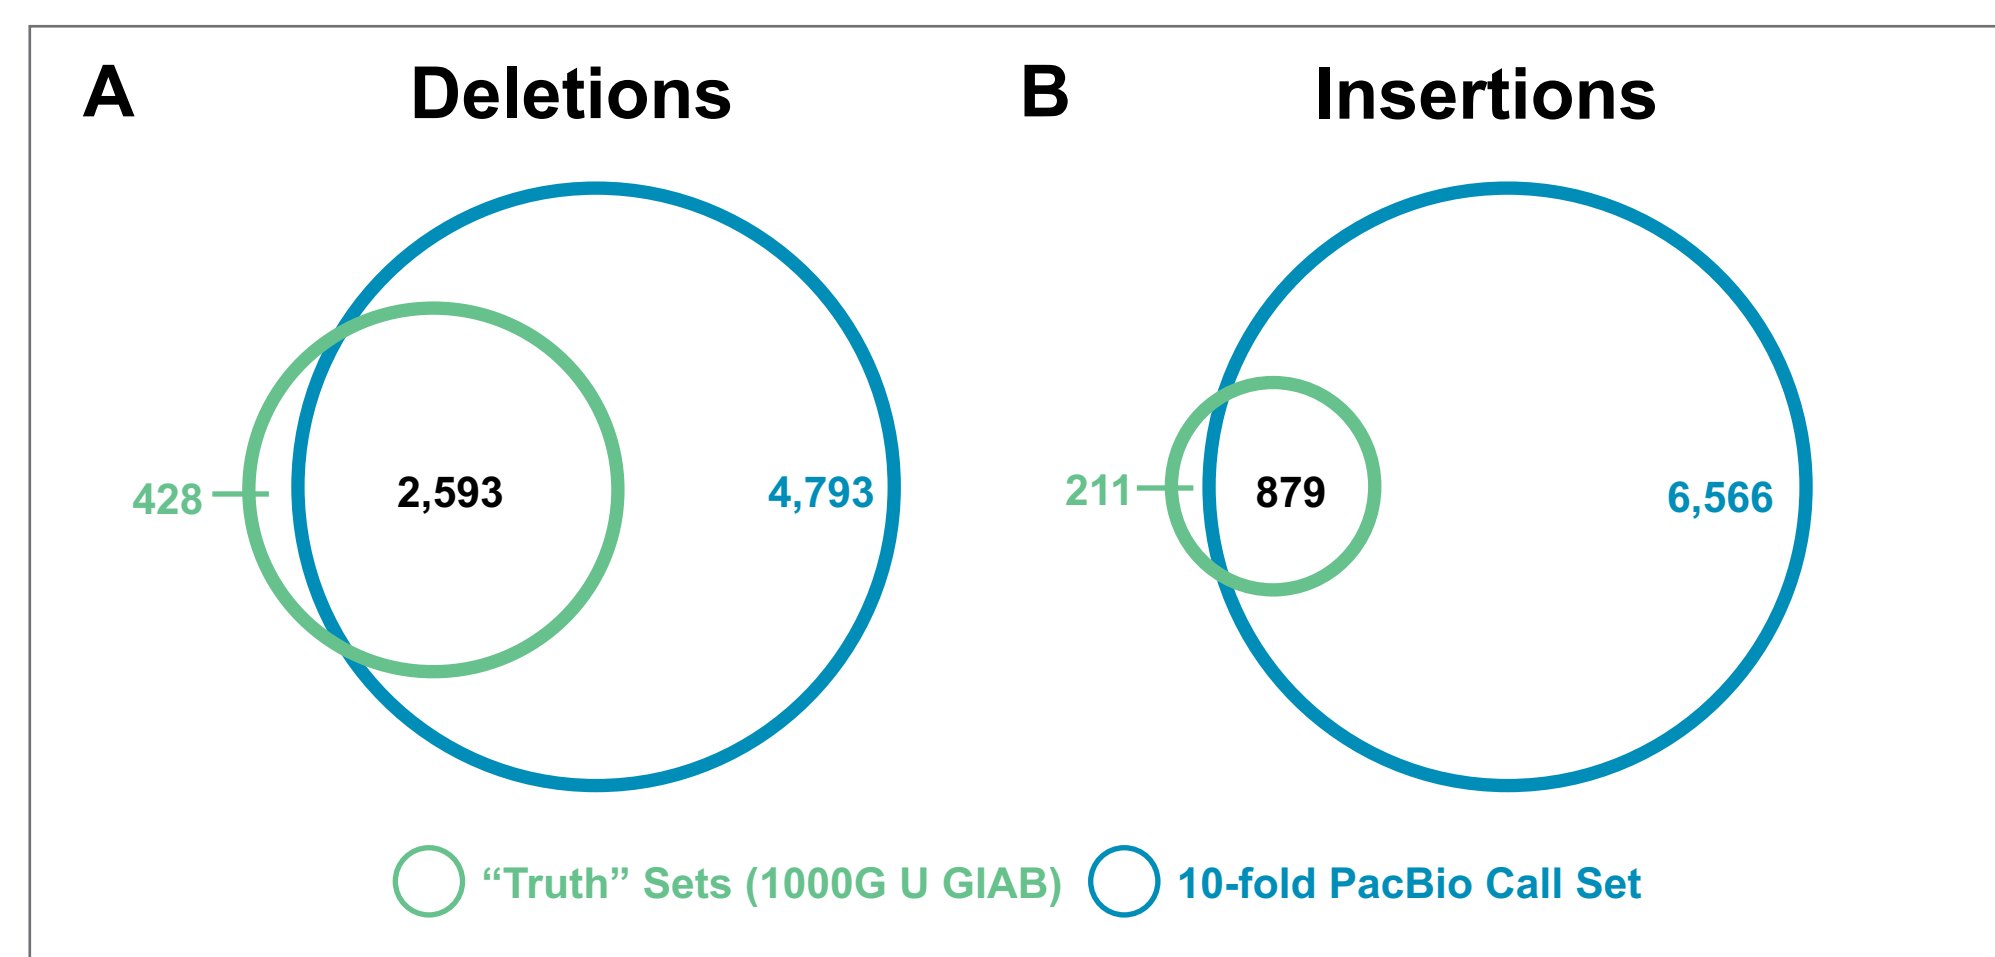 A Deletions
B Insertions
428 2,593 4,793
211 879 6,566
“Truth” Sets (1000G U GIAB)
10-fold PacBio Call Set